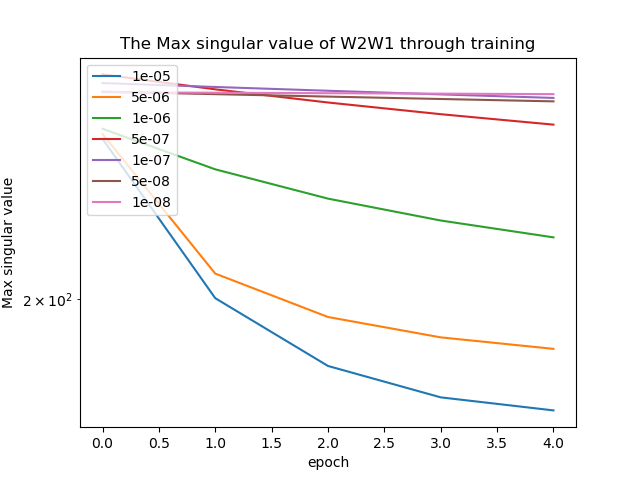 The Max singular value of W2W1 through training
1e-05
5e-06
1e-06
5e-07
1e-07
5e-08
1e-08
Max singular value
2 × 10²
0.0 0.5 1.0 1.5 2.0 2.5 3.0 3.5 4.0
epoch